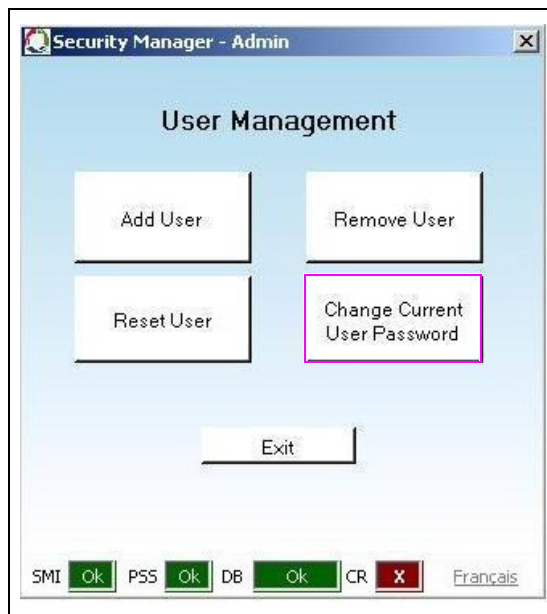 Security Manager - Admin
User Management
Add User
Remove User
Reset User
Change Current
User Password
Exit
SMI Ok PSS Ok DB Ok CR X Français